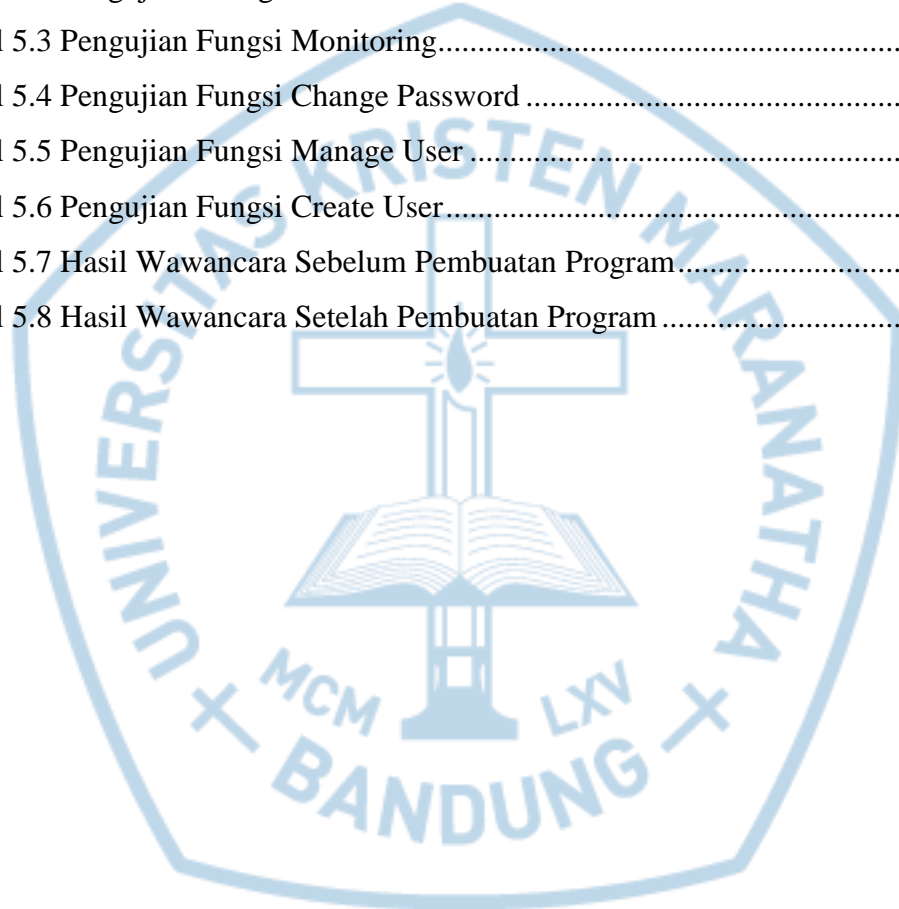 l 5.3 Pengujian Fungsi Monitoring
l 5.4 Pengujian Fungsi Change Password
l 5.5 Pengujian Fungsi Manage User
l 5.6 Pengujian Fungsi Create User
l 5.7 Hasil Wawancara Sebelum Pembuatan Program
l 5.8 Hasil Wawancara Setelah Pembuatan Program
UNIVERSITAS KRISTEN MARANATHA
MCM LXV
BANDUNG